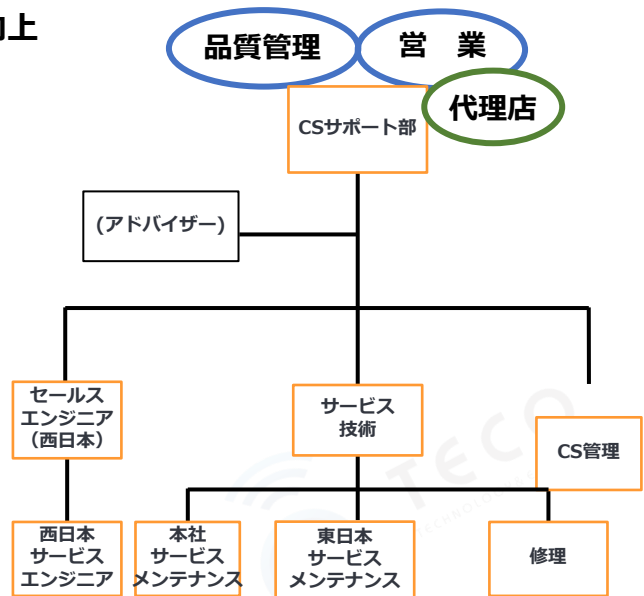 上
品質管理
営 業
代理店
CSサポート部
(アドバイザー)
セールス
エンジニア
（西日本）
サービス
技術
CS管理
TECO
西日本
サービス
エンジニア
本社
サービス
メンテナンス
東日本
サービス
メンテナンス
修理